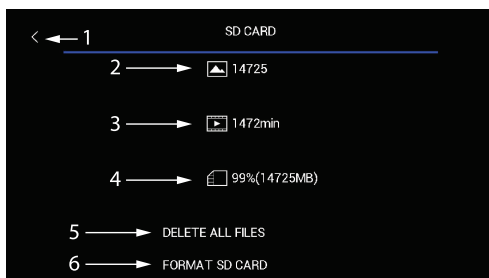 SD CARD
< 1
2 14725
3 1472min
4 99%(14725MB)
5 DELETE ALL FILES
6 FORMAT SD CARD